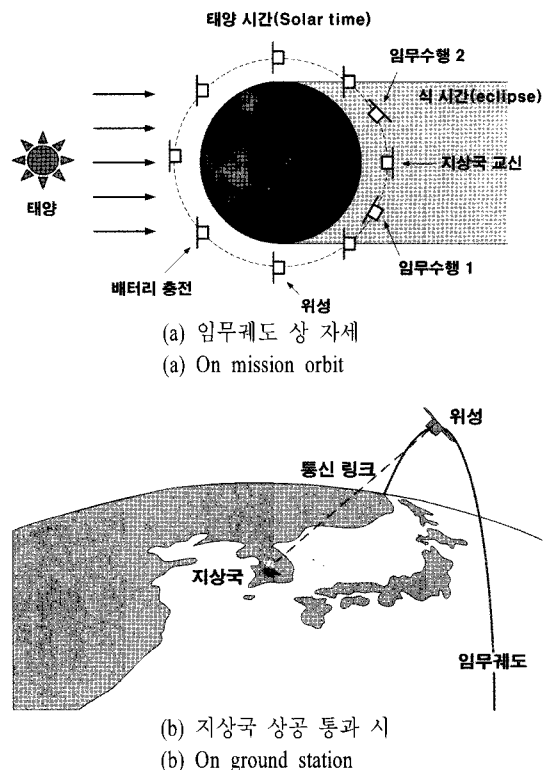 태양 시간(Solar time)
임무수행 2
식 시간(eclipse)
지상국 교신
태양
배터리 충전
임무수행 1
위성
(a) 임무궤도 상 자세
(a) On mission orbit
위성
통신 링크
지상국
임무궤도
(b) 지상국 상공 통과 시
(b) On ground station